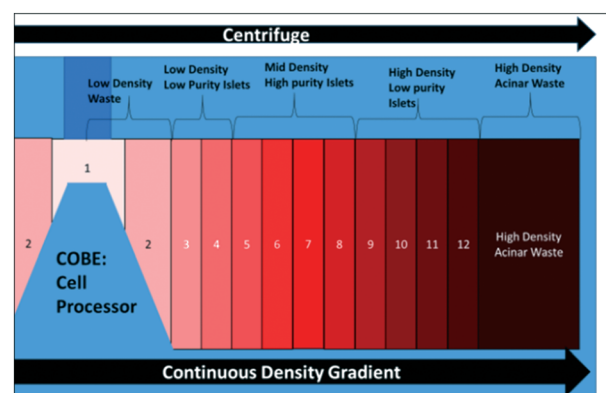 Centrifuge
Low Density
Waste
Low Density
Low Purity Islets
Mid Density
High purity Islets
High Density
Low purity
Islets
High Density
Acinar Waste
1
2
COBE:
Cell
Processor
2
3
4
5
6
7
8
9
10
11
12
High Density
Acinar Waste
Continuous Density Gradient